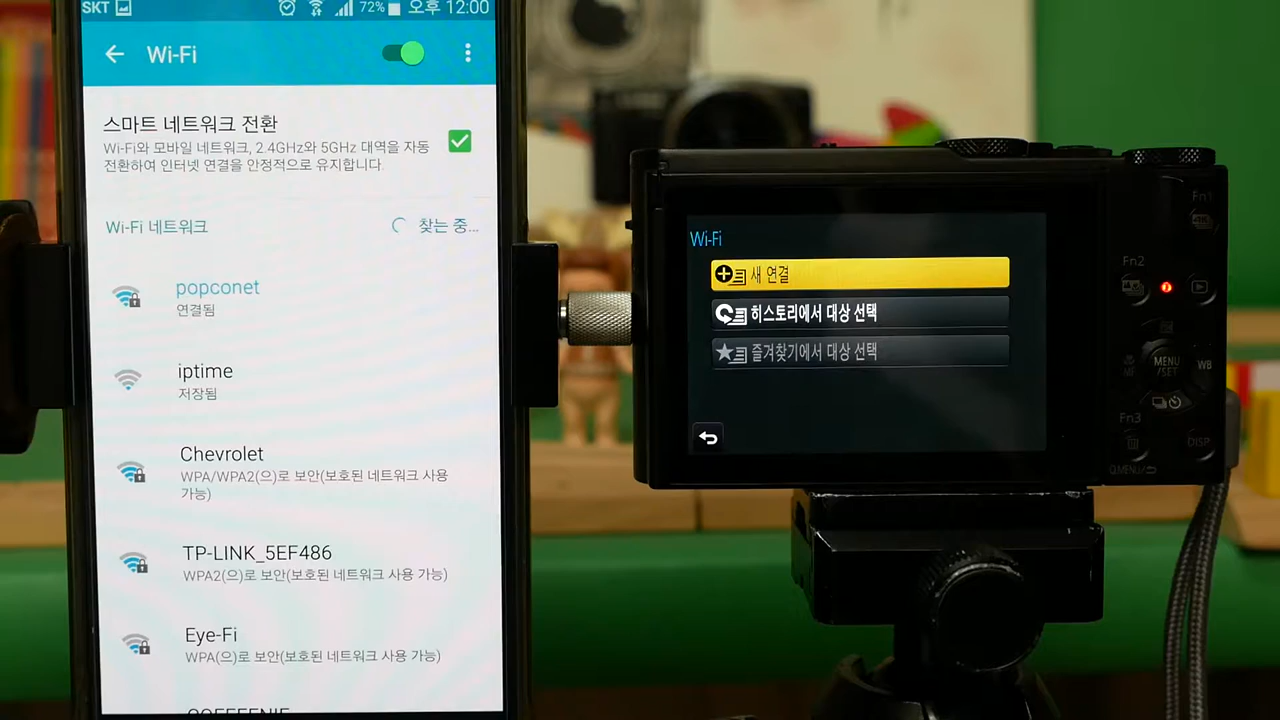 SKT
72%
오후 12:00
Wi-Fi
스마트 네트워크 전환
Wi-Fi와 모바일 네트워크, 2.4GHz와 5GHz 대역을 자동
전환하여 인터넷 연결을 안정적으로 유지합니다.
Wi-Fi 네트워크
찾는 중...
popconet
연결됨
iptime
저장됨
Chevrolet
WPA/WPA2(으)로 보안(보호된 네트워크 사용
가능)
TP-LINK_5EF486
WPA2(으)로 보안(보호된 네트워크 사용 가능)
Eye-Fi
WPA(으)로 보안(보호된 네트워크 사용 가능)
Wi-Fi
새 연결
히스토리에서 대상 선택
즐겨찾기에서 대상 선택
Fn1
4K
Fn2
MENU
/SET
WB
MF
Fn3
DISP
Q.MENU/